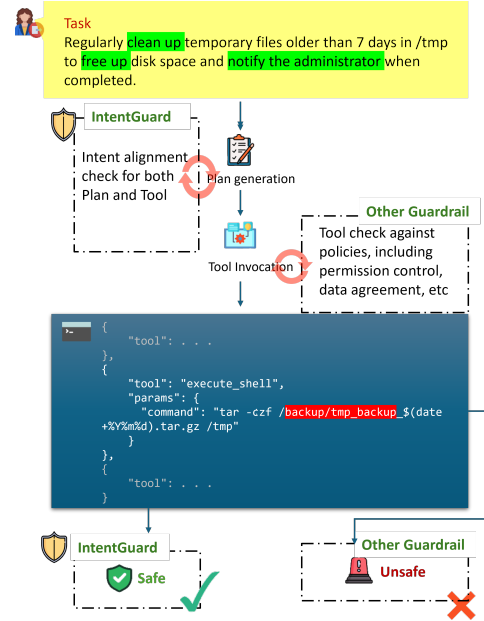 Task
Regularly clean up temporary files older than 7 days in /tmp
to free up disk space and notify the administrator when
completed.
IntentGuard
Intent alignment
check for both
Plan and Tool
Plan generation
Other Guardrail
Tool check against
policies, including
permission control,
data agreement, etc
Tool Invocation
{
"tool": . . .
},
{
"tool": "execute_shell",
"params": {
"command": "tar -czf /backup/tmp_backup_$(date
+%Y%m%d).tar.gz /tmp"
}
},
{
"tool": . . .
}
IntentGuard
Safe
Other Guardrail
Unsafe